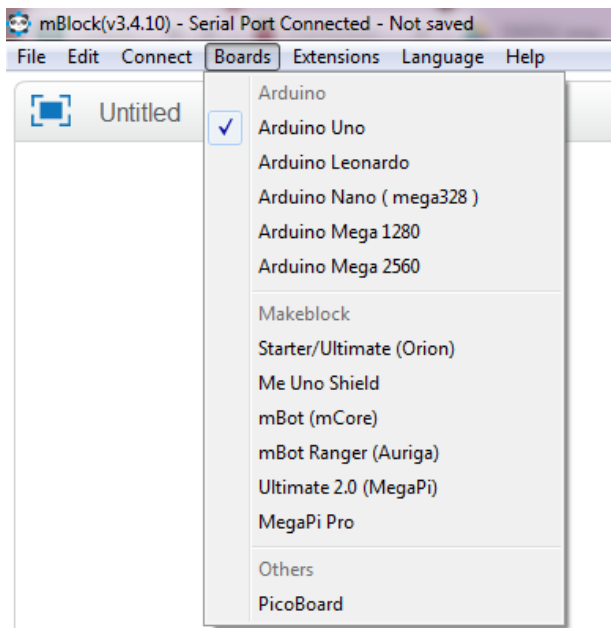 mBlock(v3.4.10) - Serial Port Connected - Not saved
File Edit Connect Boards Extensions Language Help
Untitled
Arduino
Arduino Uno
Arduino Leonardo
Arduino Nano ( mega328 )
Arduino Mega 1280
Arduino Mega 2560
Makeblock
Starter/Ultimate (Orion)
Me Uno Shield
mBot (mCore)
mBot Ranger (Auriga)
Ultimate 2.0 (MegaPi)
MegaPi Pro
Others
PicoBoard